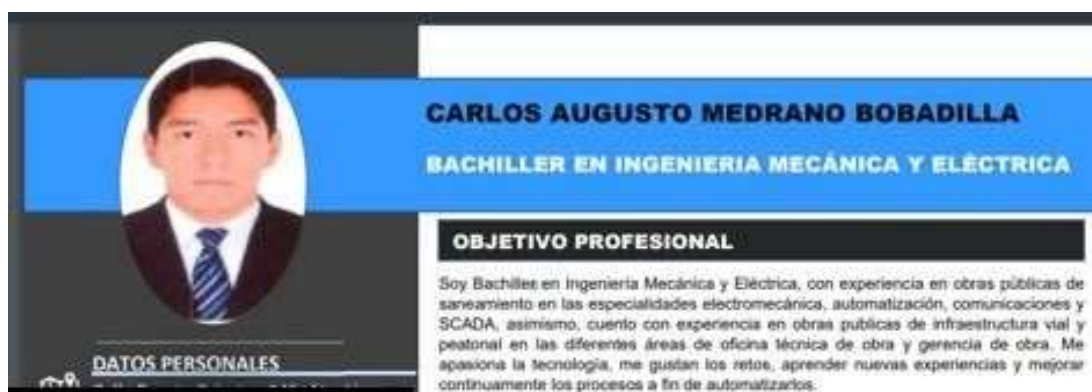 CARLOS AUGUSTO MEDRANO BOBADILLA
BACHILLER EN INGENIERIA MECÁNICA Y ELÉCTRICA
OBJETIVO PROFESIONAL
Soy Bachiller en Ingeniería Mecánica y Eléctrica, con experiencia en obras públicas de
saneamiento en las especialidades electromecánica, automatización, comunicaciones y
SCADA, asimismo, cuento con experiencia en obras publicas de infraestructura vial y
peatonal en las diferentes áreas de oficina técnica de obra y gerencia de obra. Me
apasiona la tecnología, me gustan los retos, aprender nuevas experiencias y mejorar
continuamente los procesos a fin de automatizarlos.
DATOS PERSONALES